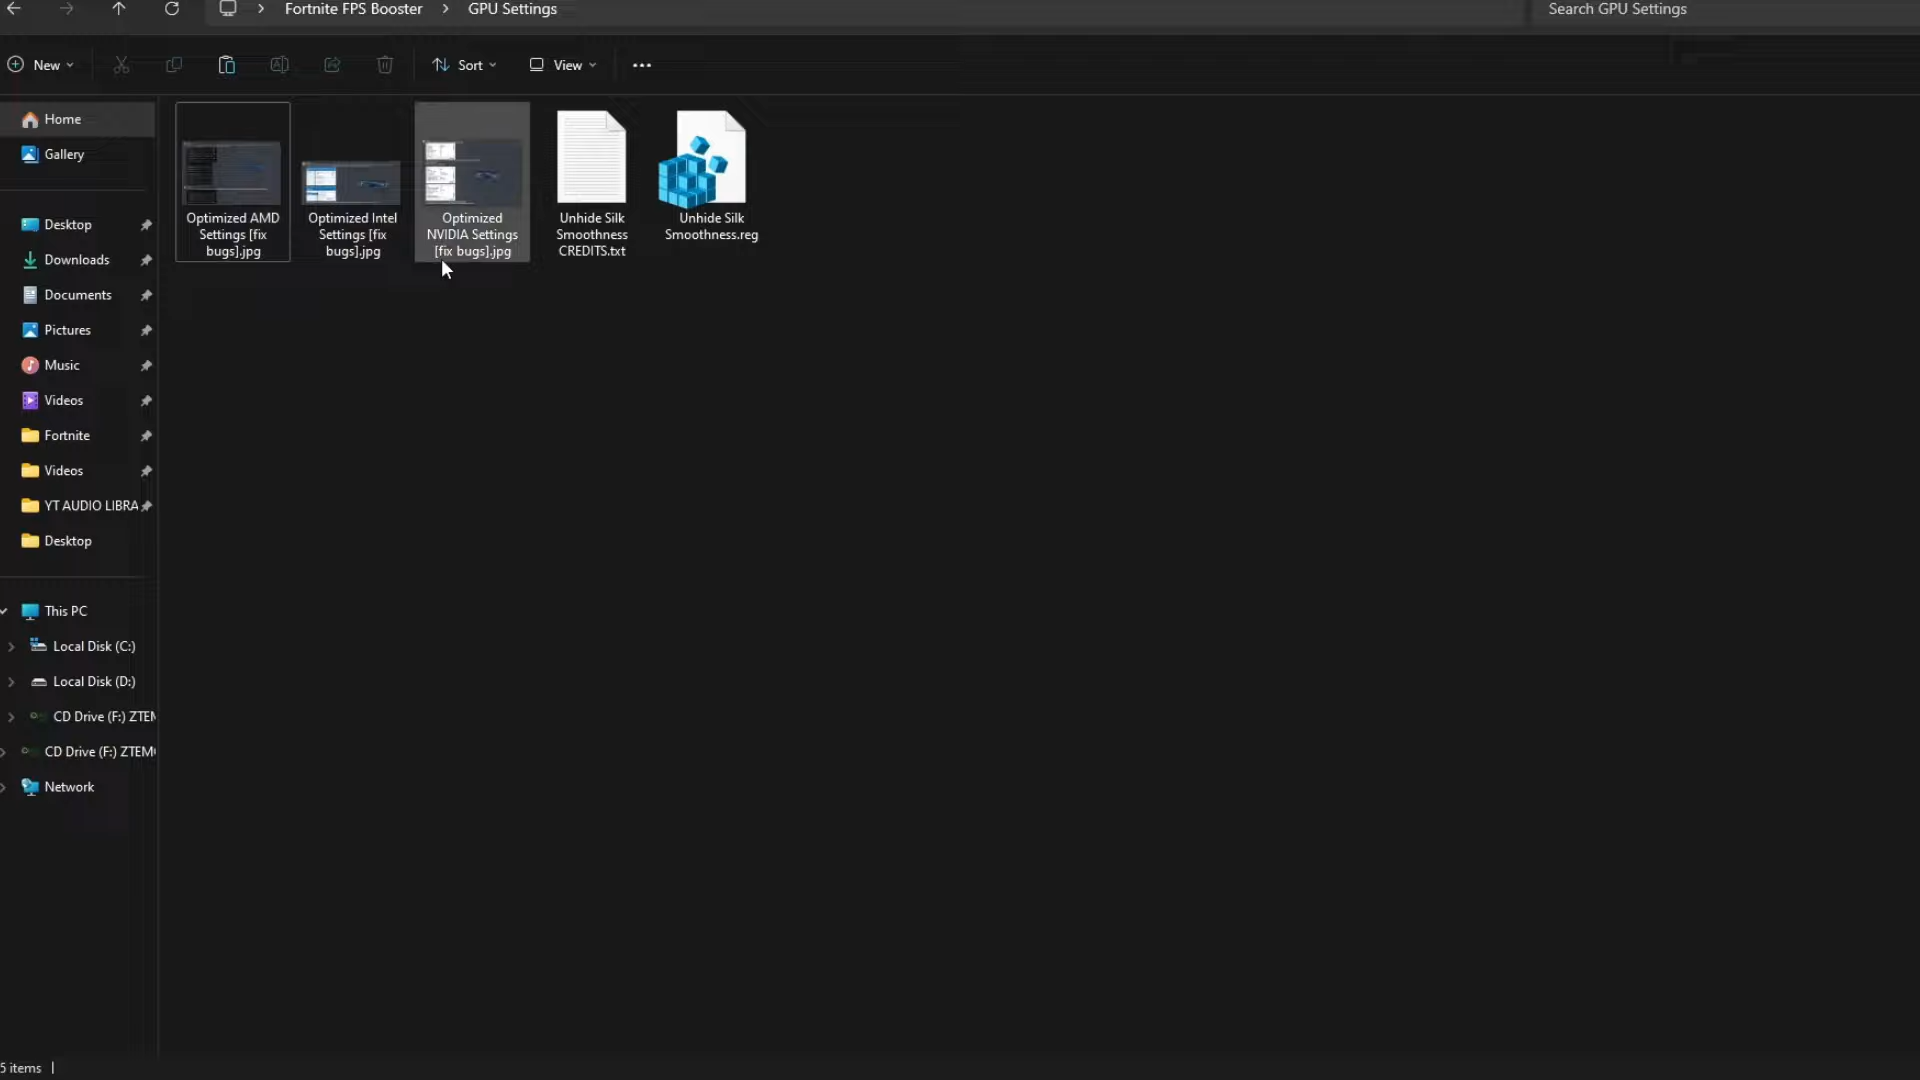 Fortnite FPS Booster > GPU Settings
Search GPU Settings
New
Sort
View
Home
Gallery
Desktop
Downloads
Documents
Pictures
Music
Videos
Fortnite
Videos
YT AUDIO LIBRA
Desktop
This PC
Local Disk (C:)
Local Disk (D:)
CD Drive (F:) ZTEM
CD Drive (F:) ZTEM
Network
Optimized AMD
Settings [fix
bugs].jpg
Optimized Intel
Settings [fix
bugs].jpg
Optimized
NVIDIA Settings
[fix bugs].jpg
Unhide Silk
Smoothness
CREDITS.txt
Unhide Silk
Smoothness.reg
5 items